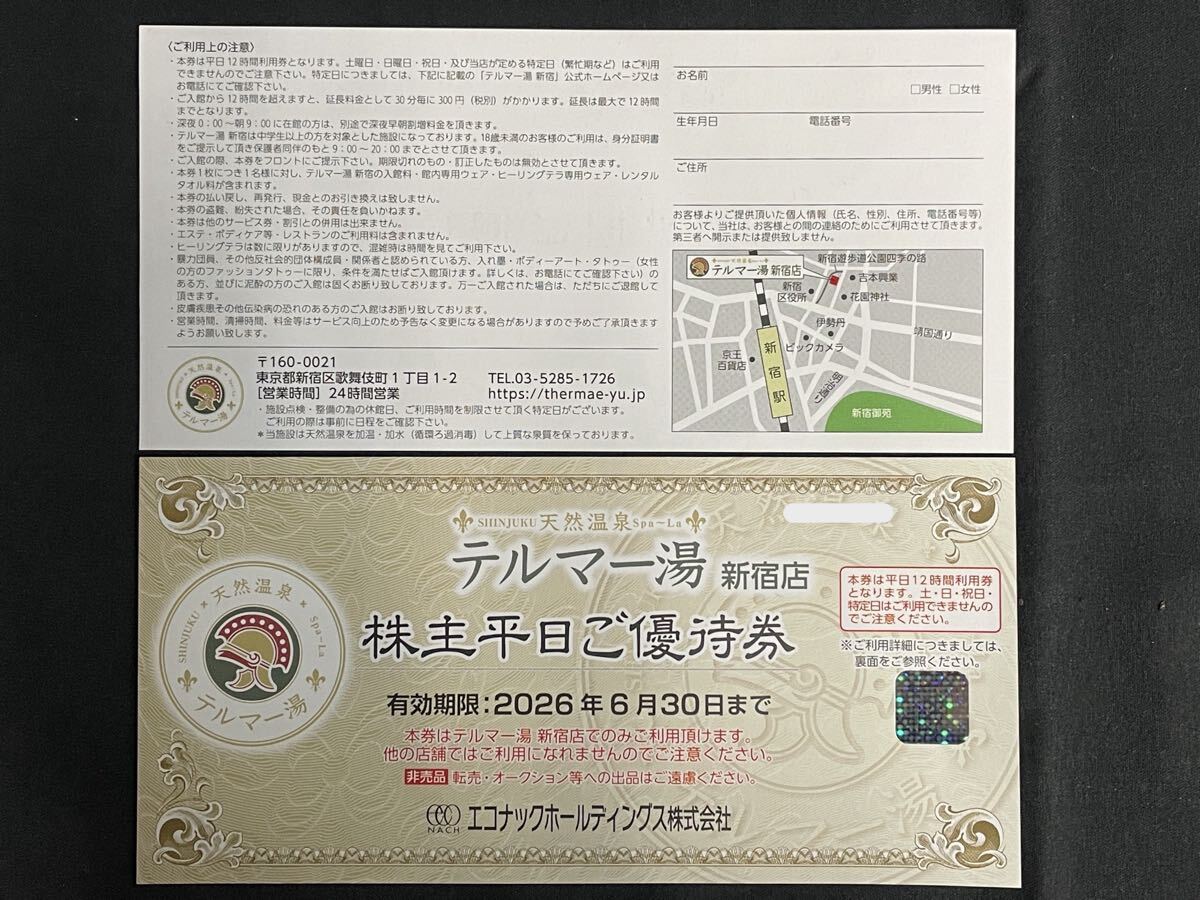 〈ご利用上の注意〉
・本券は平日12時間利用券となります。土曜日・日曜日・祝日・及び当店が定める特定日（繁忙期など）はご利用
できませんのでご注意下さい。特定日につきましては、下記に記載の「テルマー湯 新宿」公式ホームページ又は
お電話にてご確認下さい。
・ご入館から12時間を超えますと、延長料金として30分毎に300円（税別）がかかります。延長は最大で12時間
までとなります。
・深夜0：00～朝9：00に在館の方は、別途で深夜早朝割増料金を頂きます。
・テルマー湯 新宿は中学生以上の方を対象とした施設になっております。18歳未満のお客様のご利用は、身分証明書
をご提示して頂き保護者同伴のもと9：00～20：00までとさせて頂きます。
・ご入館の際、本券をフロントにご提示下さい。期限切れのもの・訂正したものは無効とさせて頂きます。
・本券1枚につき1名様に対し、テルマー湯 新宿の入館料・館内専用ウェア・ヒーリングテラ専用ウェア・レンタル
タオル料が含まれます。
・本券の払い戻し、再発行、現金とのお引き換えは致しません。
・本券の盗難、紛失された場合、その責任を負いかねます。
・本券は他のサービス券・割引との併用は出来ません。
・エステ・ボディケア等・レストランのご利用料は含まれません。
・ヒーリングテラは数に限りがありますので、混雑時は時間を見てご利用下さい。
・暴力団員、その他反社会的団体構成員・関係者と認められている方、入れ墨・ボディーアート・タトゥー（女性
の方のファッションタトゥーに限り、条件を満たせばご入館頂けます。詳しくは、お電話にてご確認下さい）の
ある方、並びに泥酔の方のご入館は固くお断り致しております。万一ご入館された場合は、ただちにご退館して
頂きます。
・皮膚疾患その他伝染病の恐れのある方のご入館はお断り致しております。
・営業時間、清掃時間、料金等はサービス向上のため予告なく変更になる場合がありますので予めご了承頂きます
ようお願い致します。
天然温泉
Spa～La
テルマー湯
〒160-0021
東京都新宿区歌舞伎町1丁目1-2 TEL.03-5285-1726
［営業時間］24時間営業 https://thermae-yu.jp
・施設点検・整備の為の休館日、ご利用時間を制限させて頂く特定日がございます。
ご利用の際は事前に日程をご確認下さい。
＊当施設は天然温泉を加温・加水（循環ろ過消毒）して上質な泉質を保っております。
お名前
□男性 □女性
生年月日 電話番号
ご住所
お客様よりご提供頂いた個人情報（氏名、性別、住所、電話番号等）
について、当社は、お客様との間の連絡のためにご利用させて頂きます。
第三者へ開示または提供致しません。
テルマー湯 新宿店
新宿遊歩道公園四季の路
吉本興業
新宿
区役所
花園神社
伊勢丹
靖国通り
ビックカメラ
京王
百貨店
新宿駅
明治通り
新宿御苑
SHINJUKU 天然温泉 Spa～La
テルマー湯 新宿店
株主平日ご優待券
有効期限：2026年6月30日まで
本券はテルマー湯 新宿店でのみご利用頂けます。
他の店舗ではご利用になれませんのでご注意ください。
非売品 転売・オークション等への出品はご遠慮ください。
NACH エコナックホールディングス株式会社
本券は平日12時間利用券
となります。土・日・祝日・
特定日はご利用できませんの
でご注意ください。
※ご利用詳細につきましては、
裏面をご参照ください。
天然温泉
SHINJUKU
Spa～La
テルマー湯